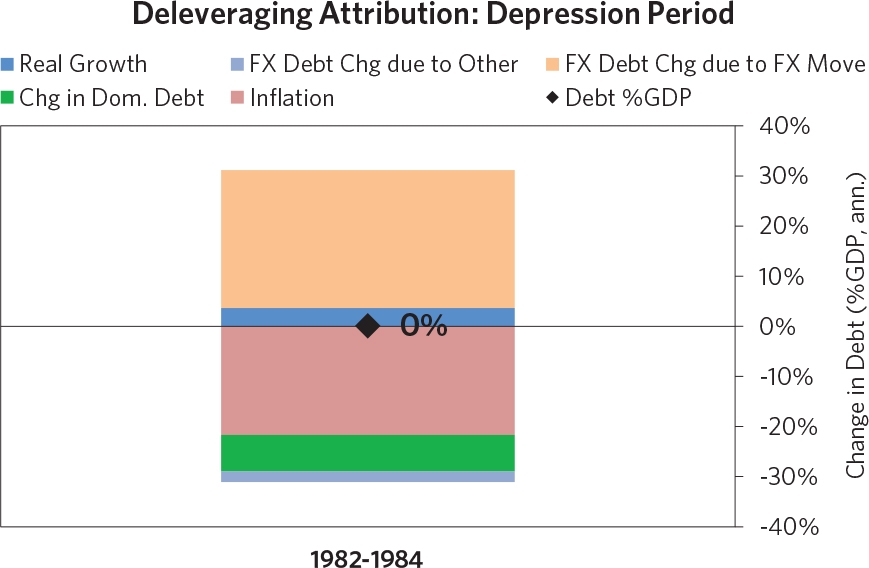 Deleveraging Attribution: Depression Period
Real Growth FX Debt Chg due to Other FX Debt Chg due to FX Move
Chg in Dom. Debt Inflation Debt %GDP
40%
30%
20%
10%
0%
-10%
-20%
-30%
-40%
0%
Change in Debt (%GDP, ann.)
1982-1984